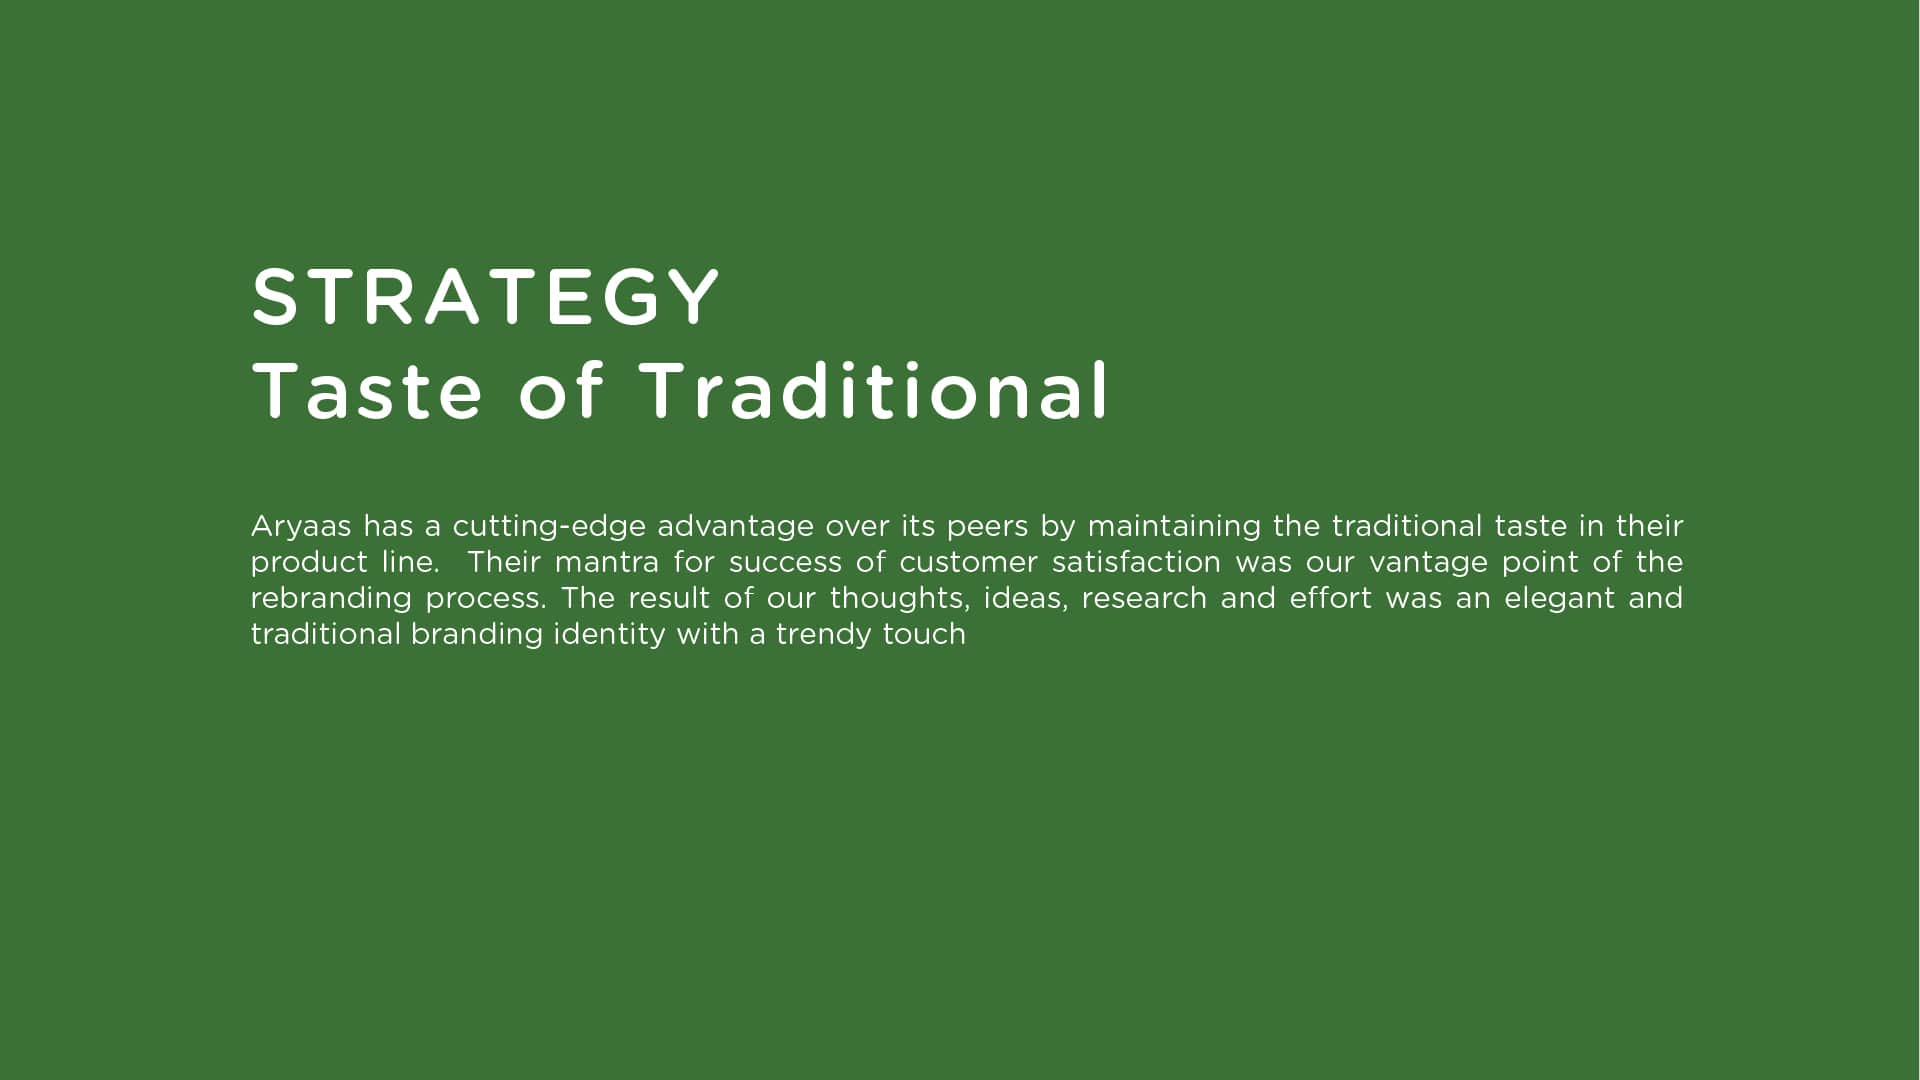 STRATEGY
Taste of Traditional
Aryaas has a cutting-edge advantage over its peers by maintaining the traditional taste in their
product line.  Their mantra for success of customer satisfaction was our vantage point of the
rebranding process. The result of our thoughts, ideas, research and effort was an elegant and
traditional branding identity with a trendy touch